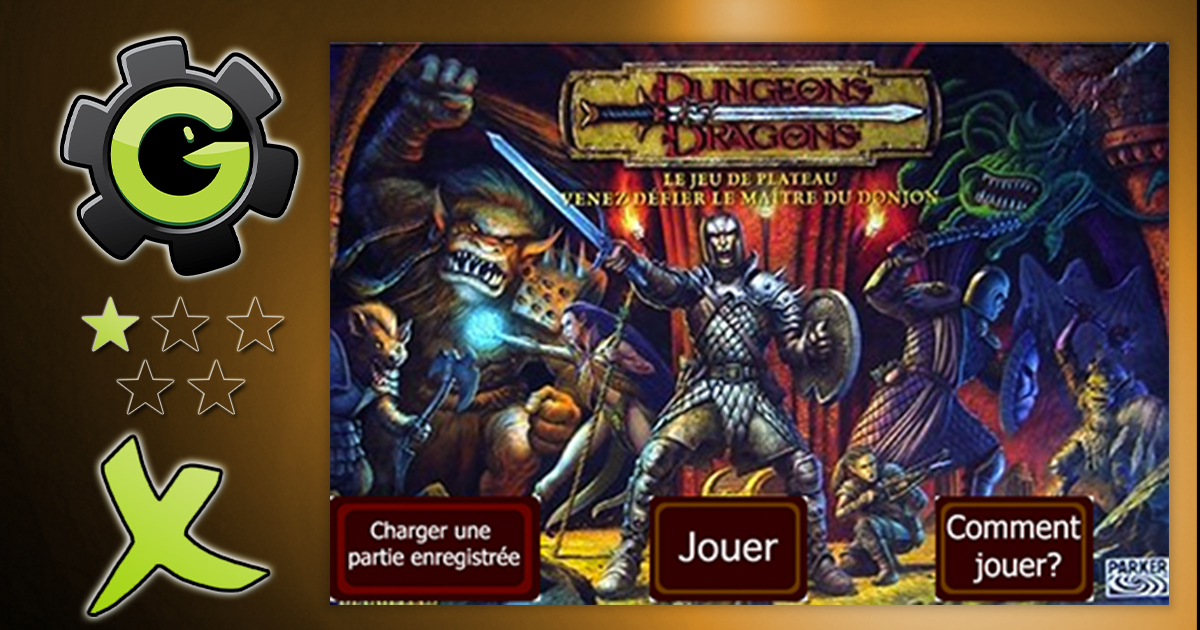 DUNGEONS
DRAGONS
LE JEU DE PLATEAU
VENEZ DÉFIER LE MAÎTRE DU DONJON
Charger une
partie enregistrée
Jouer
Comment
jouer?
PARKER